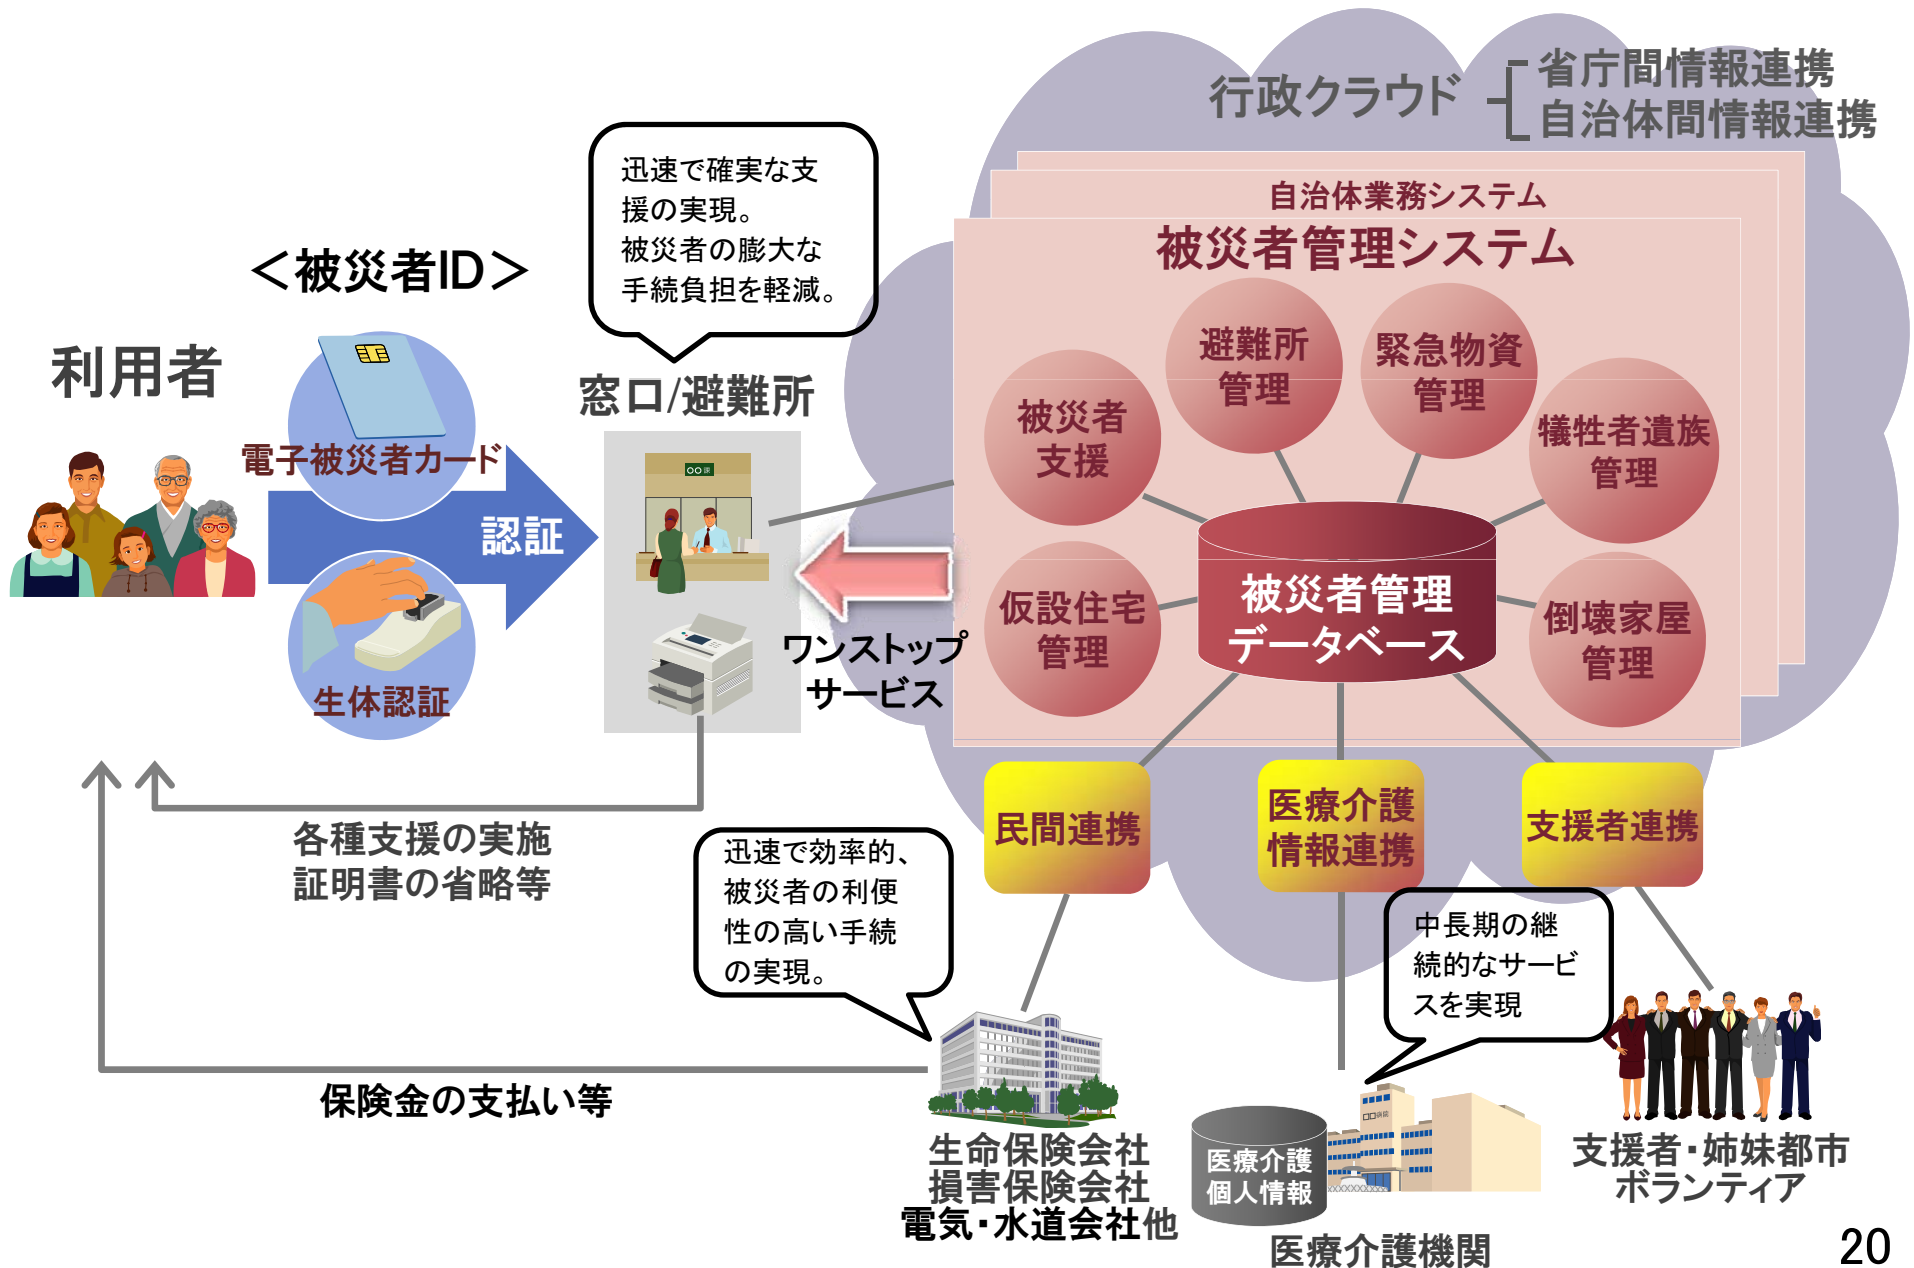 行政クラウド
省庁間情報連携
自治体間情報連携
自治体業務システム
被災者管理システム
迅速で確実な支
援の実現。
被災者の膨大な
手続負担を軽減。
＜被災者ID＞
利用者
電子被災者カード
認証
生体認証
窓口/避難所
〇〇課
ワンストップ
サービス
被災者
支援
避難所
管理
緊急物資
管理
犠牲者遺族
管理
仮設住宅
管理
倒壊家屋
管理
被災者管理
データベース
民間連携
医療介護
情報連携
支援者連携
各種支援の実施
証明書の省略等
迅速で効率的、
被災者の利便
性の高い手続
の実現。
中長期の継
続的なサービ
スを実現
保険金の支払い等
生命保険会社
損害保険会社
電気・水道会社他
医療介護
個人情報
□□病院
医療介護機関
支援者・姉妹都市
ボランティア
20